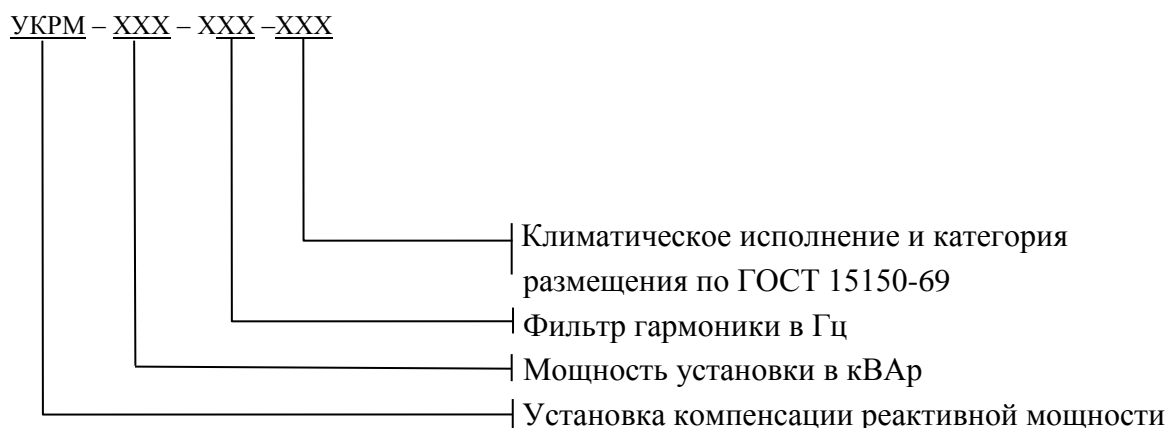 УКРМ – ХХХ – ХХХ –ХХХ
Климатическое исполнение и категория
размещения по ГОСТ 15150-69
Фильтр гармоники в Гц
Мощность установки в кВАр
Установка компенсации реактивной мощности